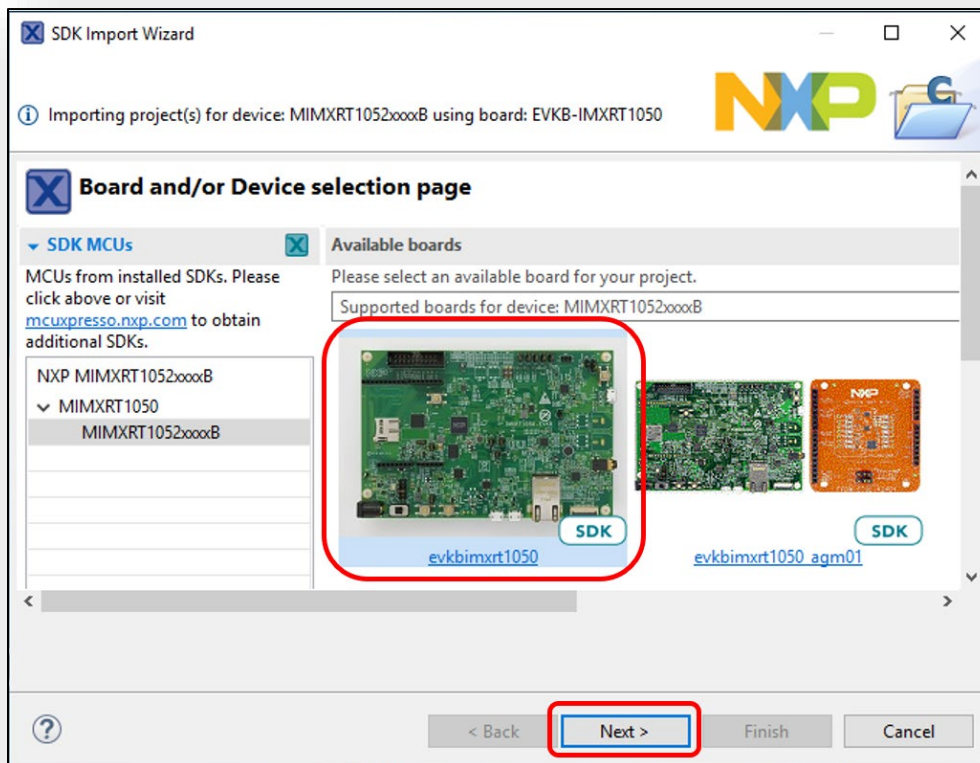 SDK Import Wizard
Importing project(s) for device: MIMXRT1052xxxxB using board: EVKB-IMXRT1050
NXP
C
Board and/or Device selection page
SDK MCUs
MCUs from installed SDKs. Please
click above or visit
mcuxpresso.nxp.com to obtain
additional SDKs.
NXP MIMXRT1052xxxxB
MIMXRT1050
MIMXRT1052xxxxB
Available boards
Please select an available board for your project.
Supported boards for device: MIMXRT1052xxxxB
SDK
evkbimxrt1050
NXP
SDK
evkbimxrt1050_agm01
?
< Back
Next >
Finish
Cancel